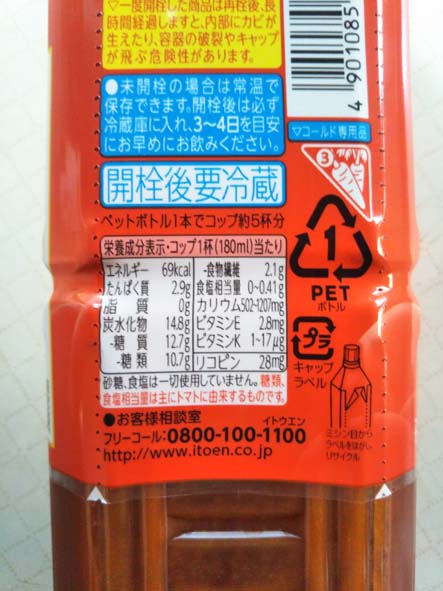 ▽一度開栓した商品は再栓後、長
時間経過しますと、内部にカビが
生えたり、容器の破裂やキャップ
が飛ぶ危険性があります。
●未開栓の場合は常温で
保存できます。開栓後は必ず
冷蔵庫に入れ、3〜4日を目安
にお早めにお飲みください。
4 901085
▽コールド専用品
3
開栓後要冷蔵
ペットボトル1本でコップ約5杯分
栄養成分表示・コップ1杯(180ml)当たり
エネルギー 69kcal -食物繊維 2.1g
たんぱく質 2.9g 食塩相当量 0~0.41g
脂質 0g カリウム502~1207mg
炭水化物 14.8g ビタミンE 2.8mg
-糖質 12.7g ビタミンK 1~17μg
-糖類 10.7g リコピン 28mg
砂糖、食塩は一切使用していません。糖類、
食塩相当量は主にトマトに由来するものです。
1
PET
ボトル
プラ
キャップ
ラベル
ミシン目から
ラベルをはがし
リサイクル
●お客様相談室 イトウエン
フリーコール:0800-100-1100
http://www.itoen.co.jp